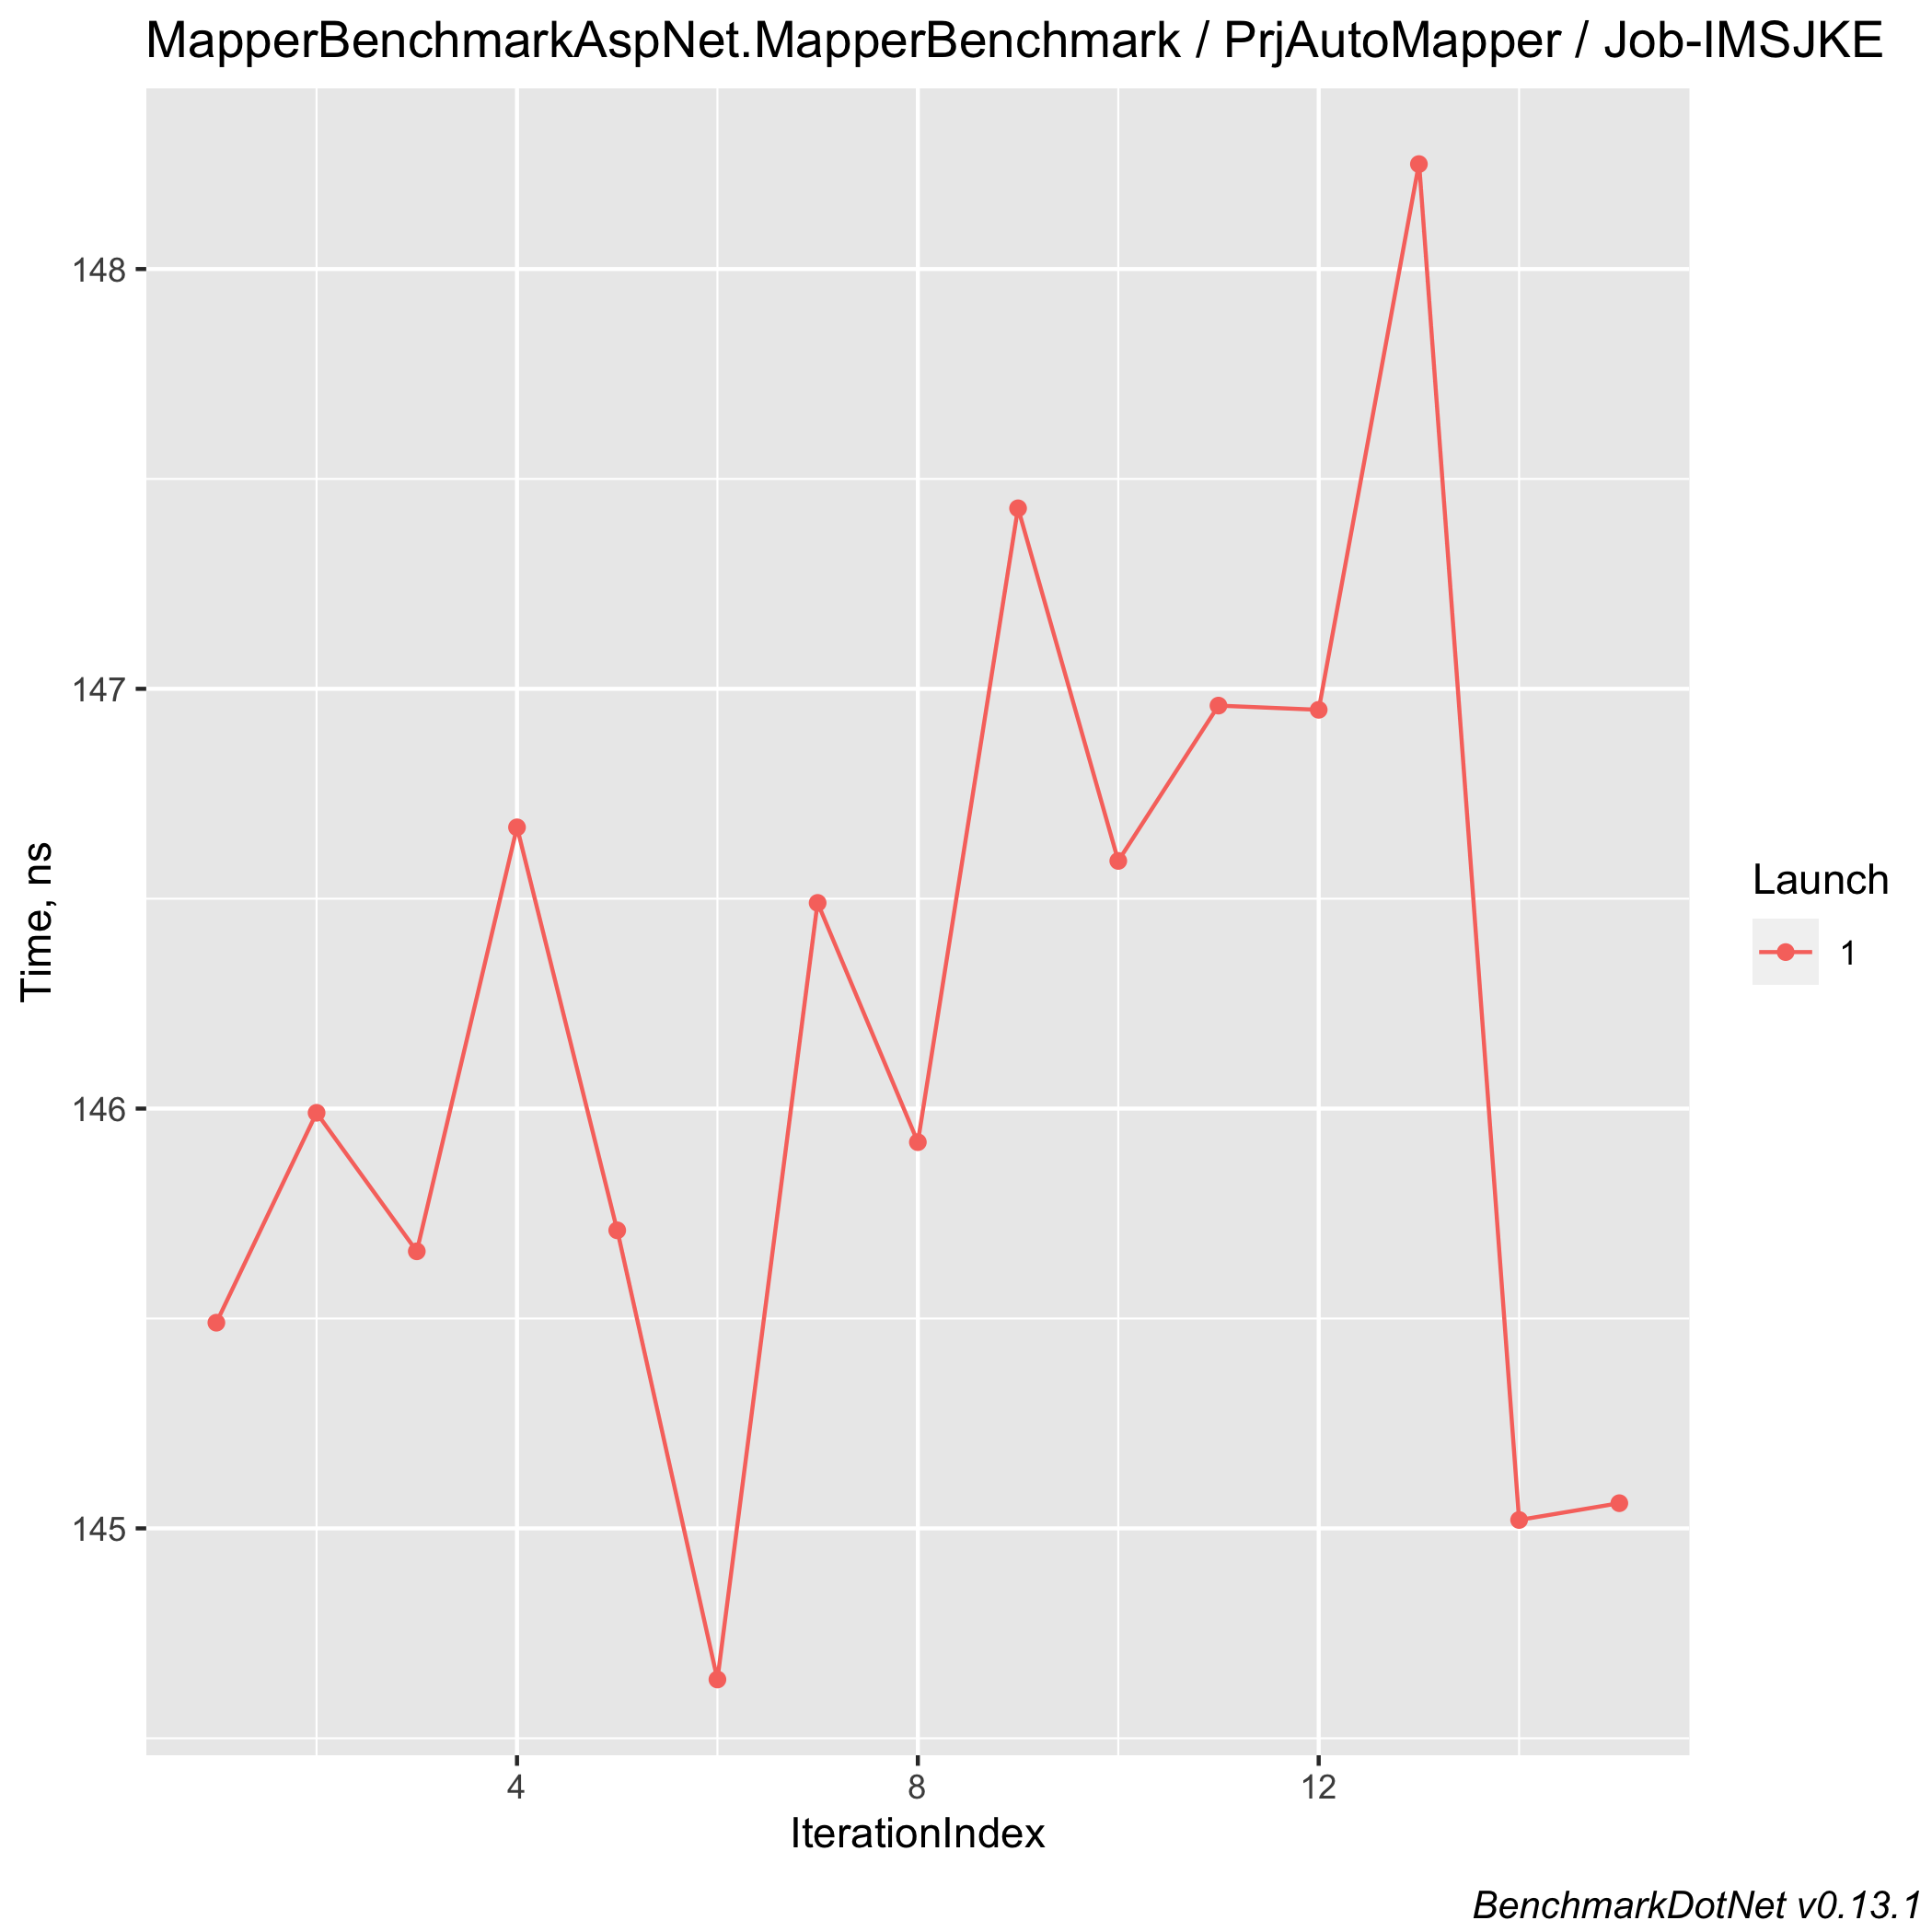 MapperBenchmarkAspNet.MapperBenchmark / PrjAutoMapper / Job-IMSJKE
148
147
146
145
Time, ns
4 8 12
IterationIndex
Launch
1
BenchmarkDotNet v0.13.1